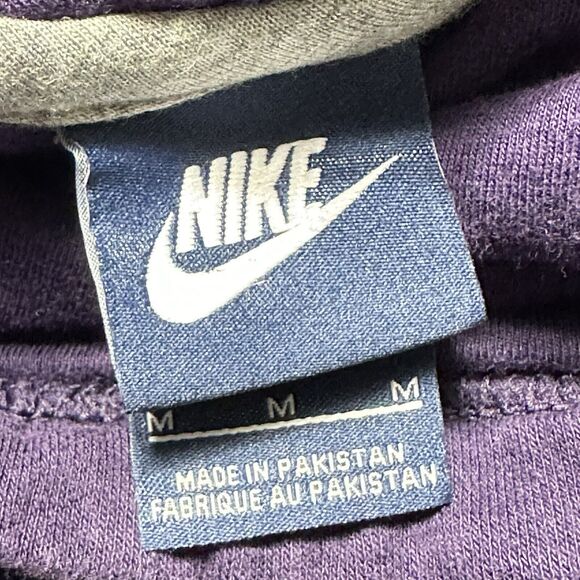 NIKE
M M M
MADE IN PAKISTAN
FABRIQUE AU PAKISTAN